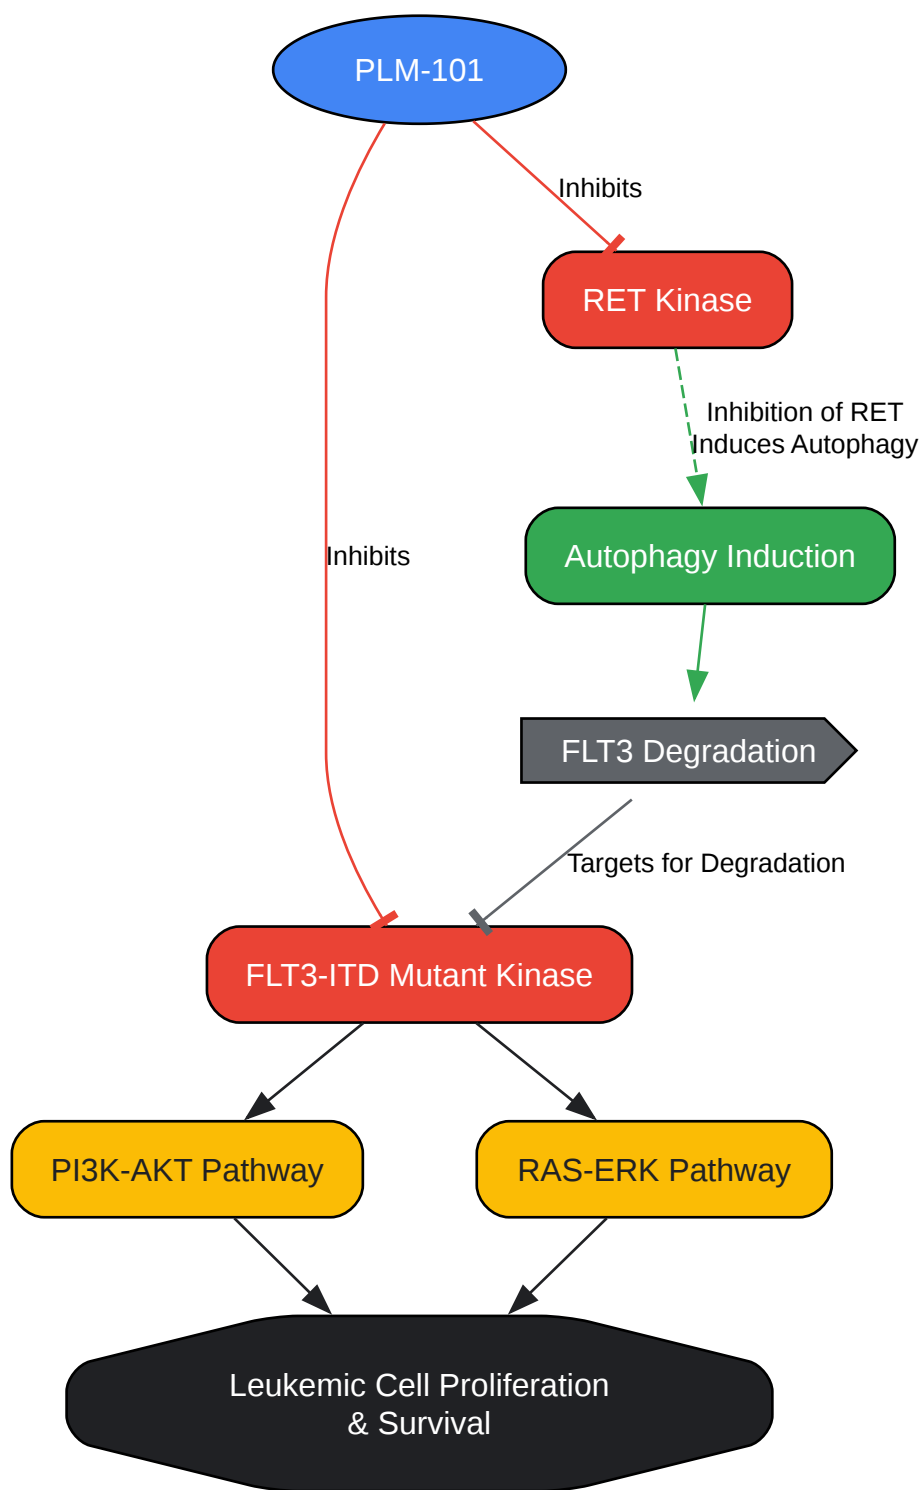 PLM-101
Inhibits
RET Kinase
Inhibition of RET
Induces Autophagy
Inhibits
Autophagy Induction
FLT3 Degradation
Targets for Degradation
FLT3-ITD Mutant Kinase
PI3K-AKT Pathway
RAS-ERK Pathway
Leukemic Cell Proliferation
& Survival